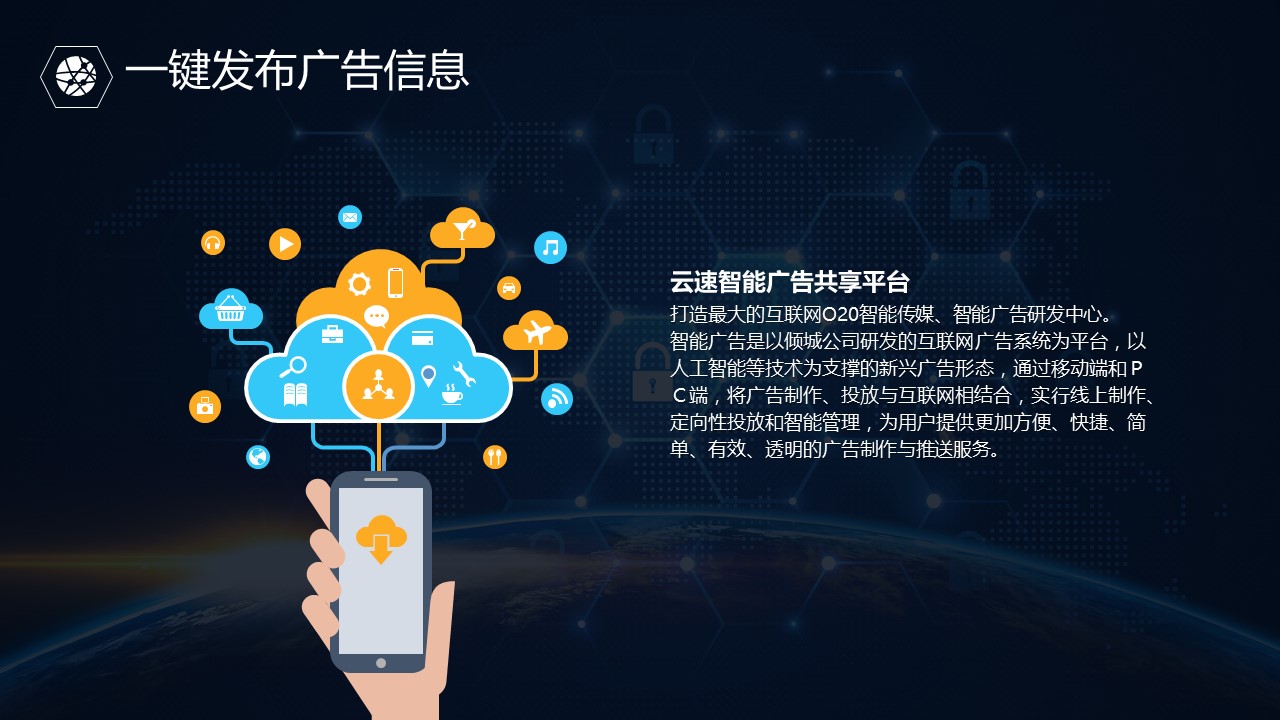 一键发布广告信息
云速智能广告共享平台
打造最大的互联网O2O智能传媒、智能广告研发中心。
智能广告是以倾城公司研发的互联网广告系统为平台，以
人工智能等技术为支撑的新兴广告形态，通过移动端和Ｐ
Ｃ端，将广告制作、投放与互联网相结合，实行线上制作、
定向性投放和智能管理，为用户提供更加方便、快捷、简
单、有效、透明的广告制作与推送服务。